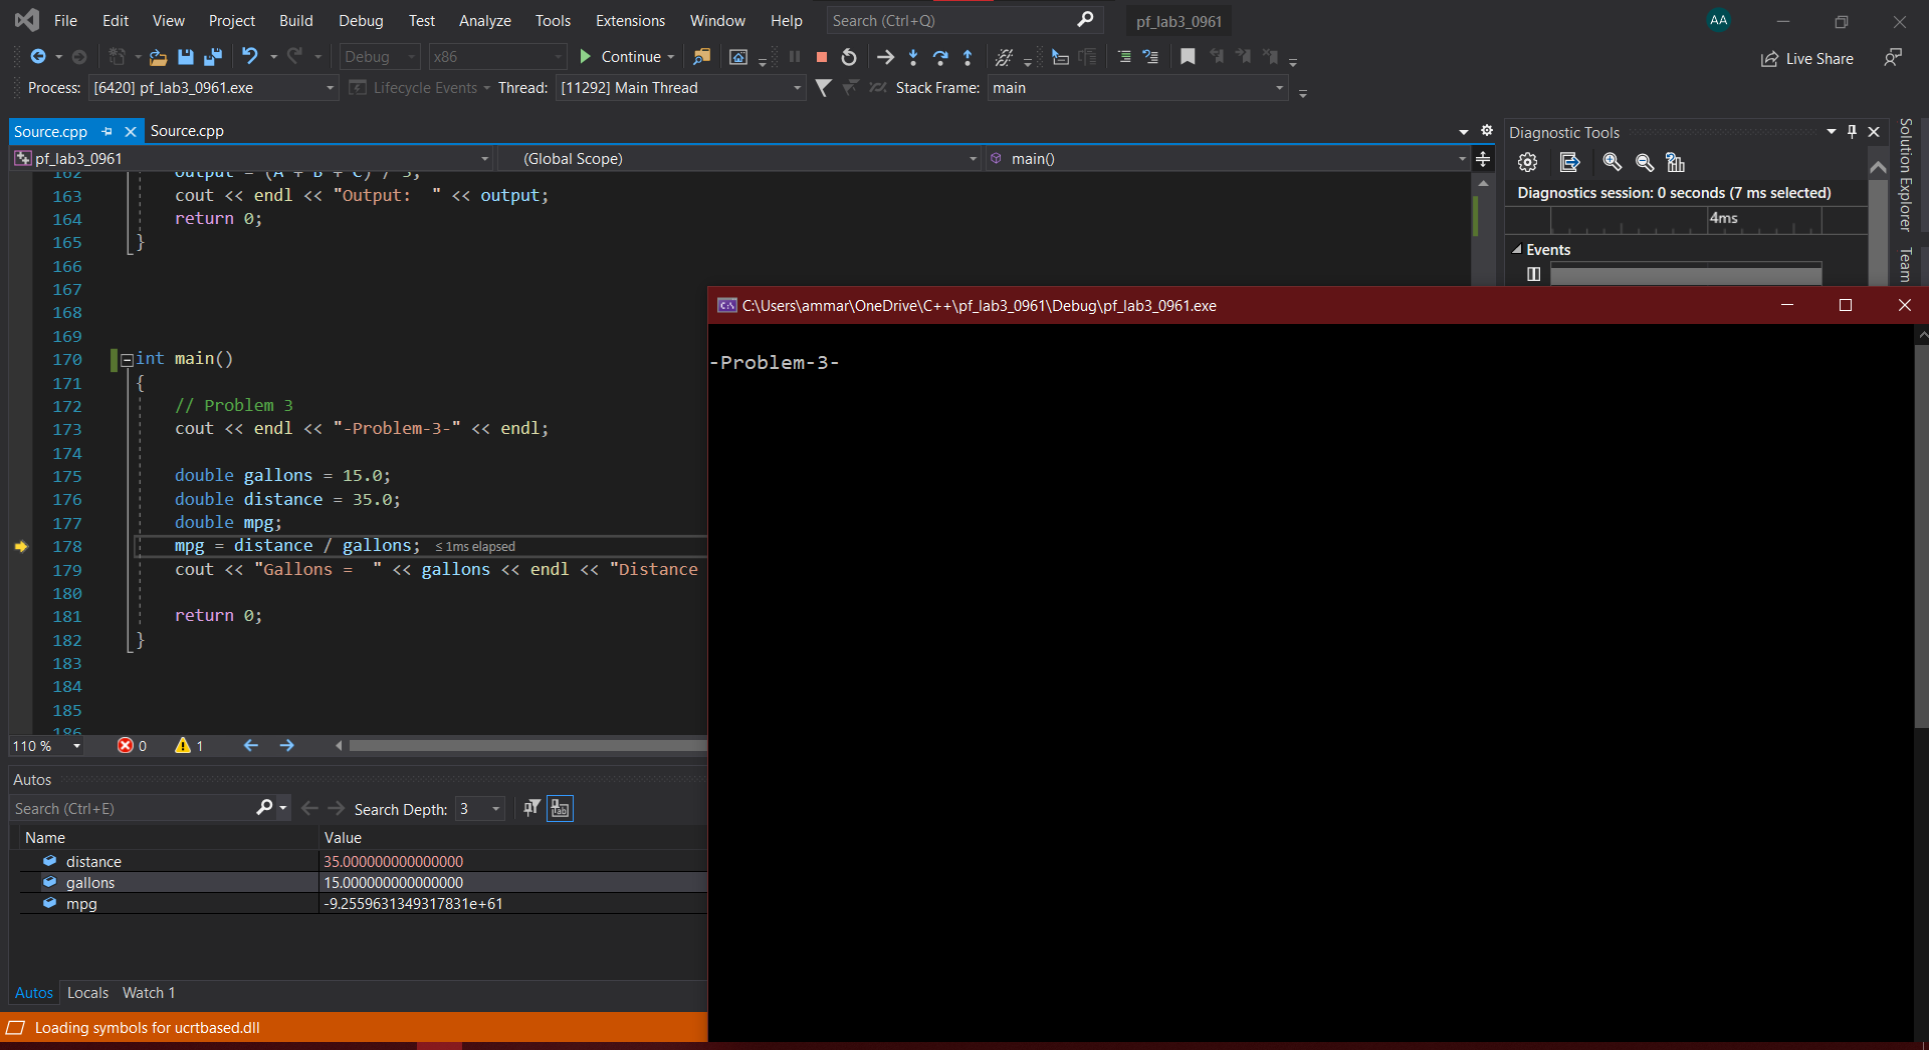 File Edit View Project Build Debug Test Analyze Tools Extensions Window Help Search (Ctrl+Q) pf_lab3_0961 AA
Debug x86 Continue Live Share
Process: [6420] pf_lab3_0961.exe Lifecycle Events Thread: [11292] Main Thread Stack Frame: main
Source.cpp Source.cpp
pf_lab3_0961 (Global Scope) main()
162 output = (A + B + C) / 3;
163 cout << endl << "Output:  " << output;
164 return 0;
165 }
166
167
168
169
170 int main()
171 {
172 // Problem 3
173 cout << endl << "-Problem-3-" << endl;
174
175 double gallons = 15.0;
176 double distance = 35.0;
177 double mpg;
178 mpg = distance / gallons; ≤ 1ms elapsed
179 cout << "Gallons =  " << gallons << endl << "Distance
180
181 return 0;
182 }
183
184
185
186
110 % 0 1
Autos
Search (Ctrl+E) Search Depth: 3
Name Value
distance 35.000000000000000
gallons 15.000000000000000
mpg -9.2559631349317831e+61
Autos Locals Watch 1
Loading symbols for ucrtbased.dll
Diagnostic Tools
Diagnostics session: 0 seconds (7 ms selected)
4ms
Events
Solution Explorer
Team
C:\Users\ammar\OneDrive\C++\pf_lab3_0961\Debug\pf_lab3_0961.exe
-Problem-3-